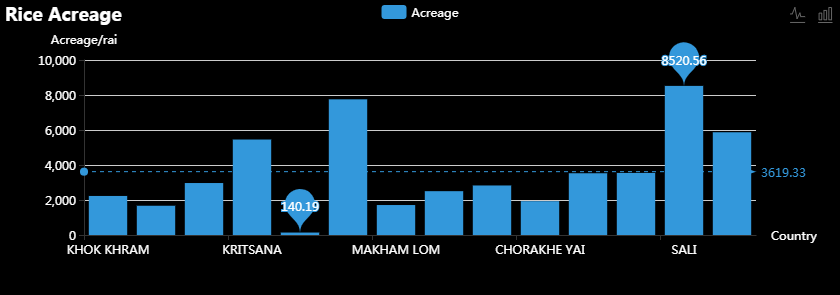 Rice Acreage
Acreage
Acreage/rai
10,000
8,000
6,000
4,000
2,000
0
8520.56
140.19
3619.33
KHOK KHRAM KRITSANA MAKHAM LOM CHORAKHE YAI SALI
Country